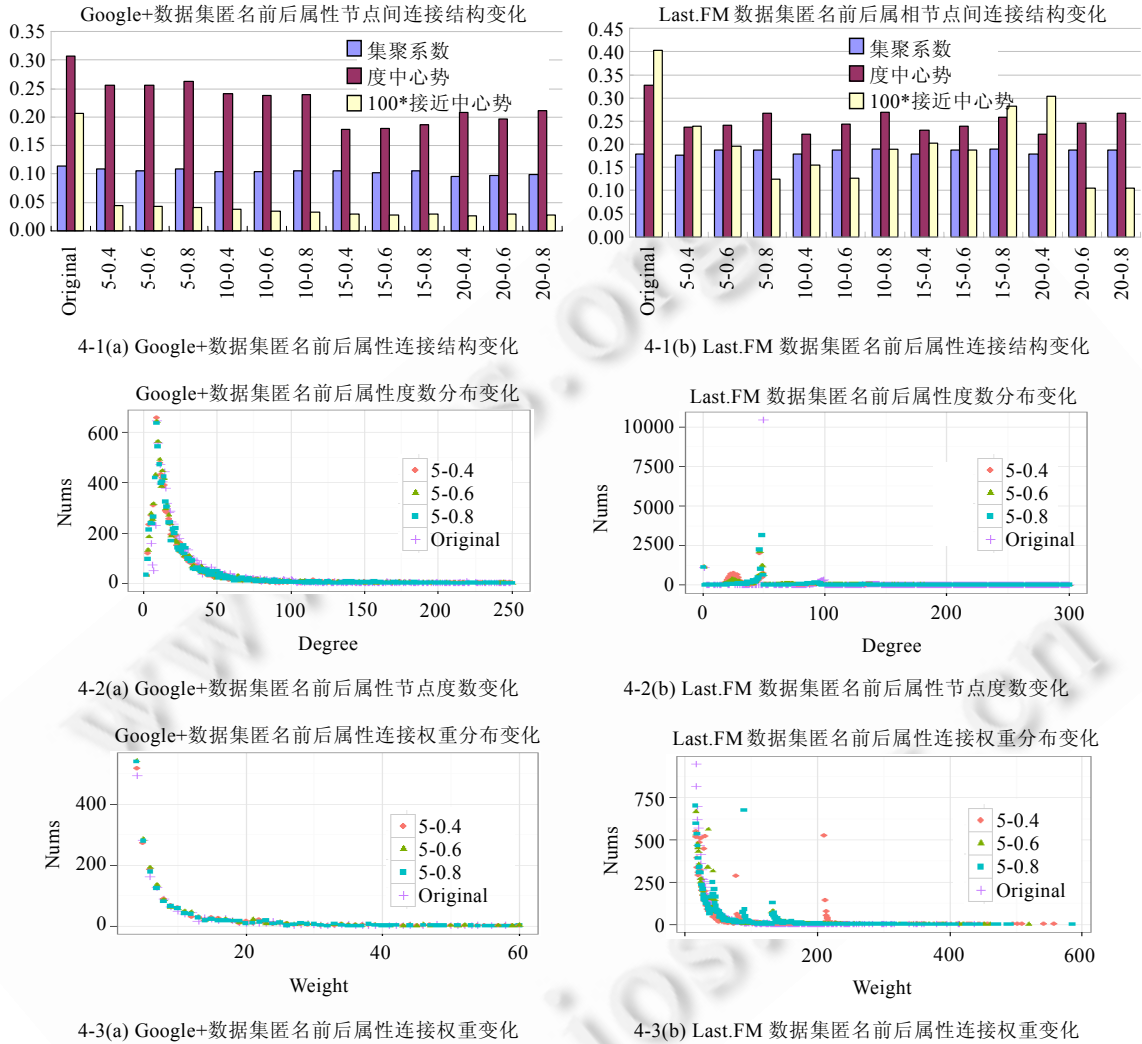 Google+数据集匿名前后属性节点间连接结构变化
0.35
0.30
0.25
0.20
0.15
0.10
0.05
0.00
集聚系数
度中心势
100*接近中心势
Original
5-0.4
5-0.6
5-0.8
10-0.4
10-0.6
10-0.8
15-0.4
15-0.6
15-0.8
20-0.4
20-0.6
20-0.8
4-1(a) Google+数据集匿名前后属性连接结构变化
Last.FM 数据集匿名前后属相节点间连接结构变化
0.45
0.40
0.35
0.30
0.25
0.20
0.15
0.10
0.05
0.00
集聚系数
度中心势
100*接近中心势
Original
5-0.4
5-0.6
5-0.8
10-0.4
10-0.6
10-0.8
15-0.4
15-0.6
15-0.8
20-0.4
20-0.6
20-0.8
4-1(b) Last.FM 数据集匿名前后属性连接结构变化
Google+数据集匿名前后属性度数分布变化
Nums
600
400
200
0
5-0.4
5-0.6
5-0.8
Original
0 50 100 150 200 250
Degree
4-2(a) Google+数据集匿名前后属性节点度数变化
Last.FM 数据集匿名前后属性度数分布变化
Nums
10000
7500
5000
2500
0
5-0.4
5-0.6
5-0.8
Original
0 100 200 300
Degree
4-2(b) Last.FM 数据集匿名前后属性节点度数变化
Google+数据集匿名前后属性连接权重分布变化
Nums
400
200
0
5-0.4
5-0.6
5-0.8
Original
20 40 60
Weight
4-3(a) Google+数据集匿名前后属性连接权重变化
Last.FM 数据集匿名前后属性连接权重分布变化
Nums
750
500
250
0
5-0.4
5-0.6
5-0.8
Original
200 400 600
Weight
4-3(b) Last.FM 数据集匿名前后属性连接权重变化